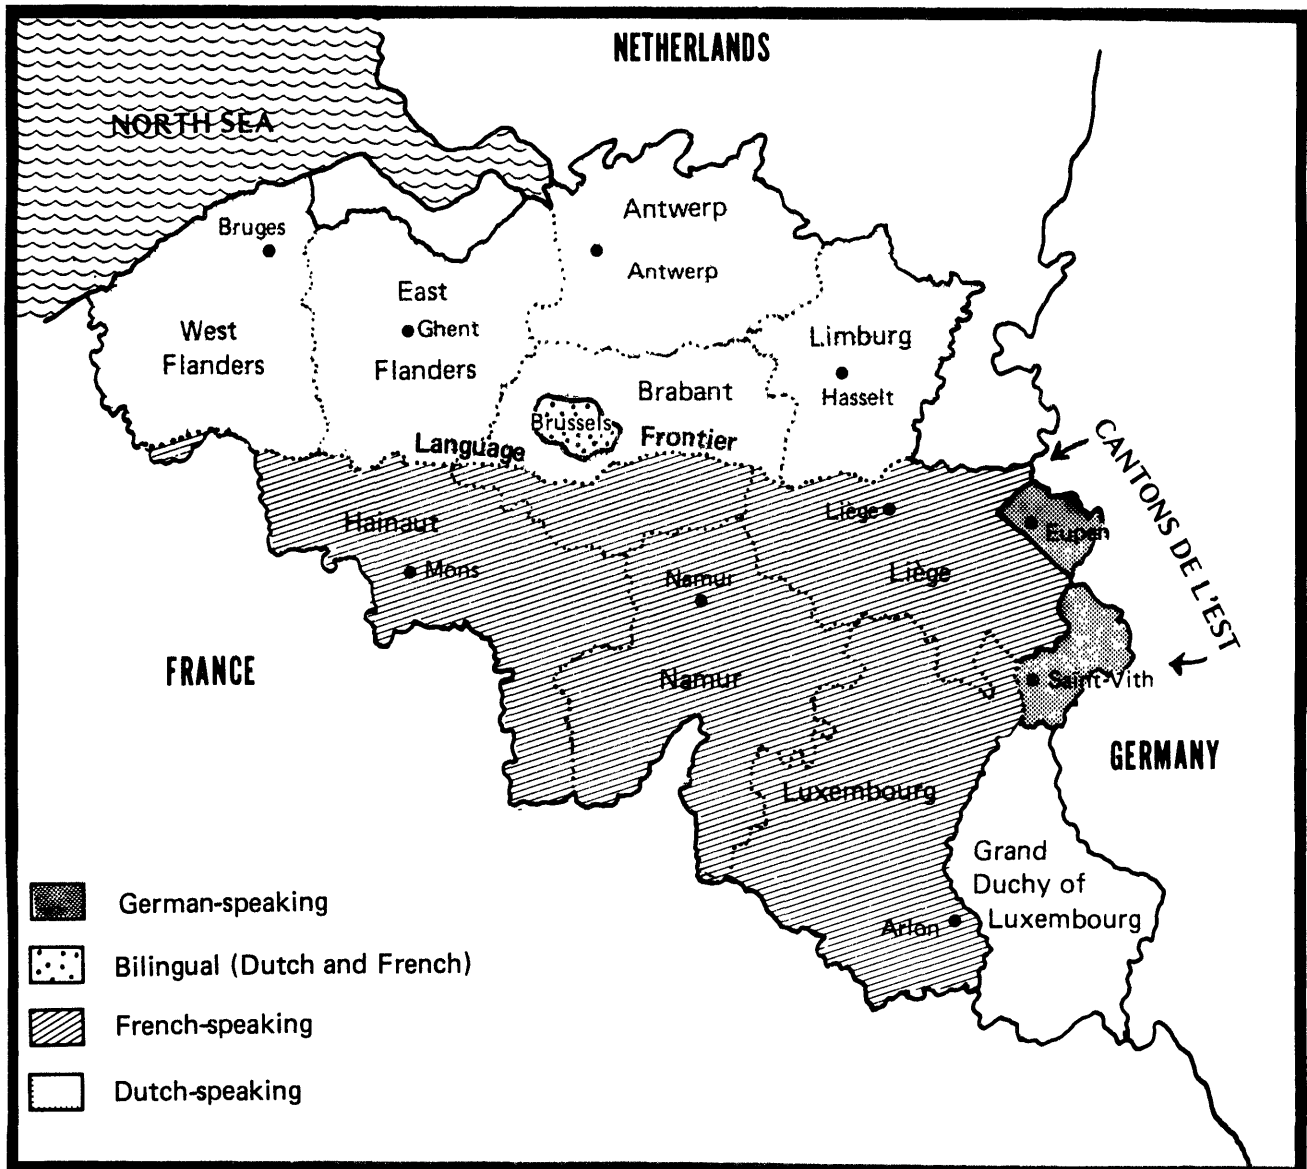 NETHERLANDS
NORTH SEA
Antwerp
Bruges
Antwerp
East
Ghent
Flanders
West
Flanders
Limburg
Hasselt
Brabant
Brussels
Language Frontier
CANTONS DE L'EST
Hainaut
Liège
Eupen
Mons
Namur
Liège
FRANCE
Namur
Saint-Vith
GERMANY
Luxembourg
Grand
Duchy of
Luxembourg
Arlon
German-speaking
Bilingual (Dutch and French)
French-speaking
Dutch-speaking